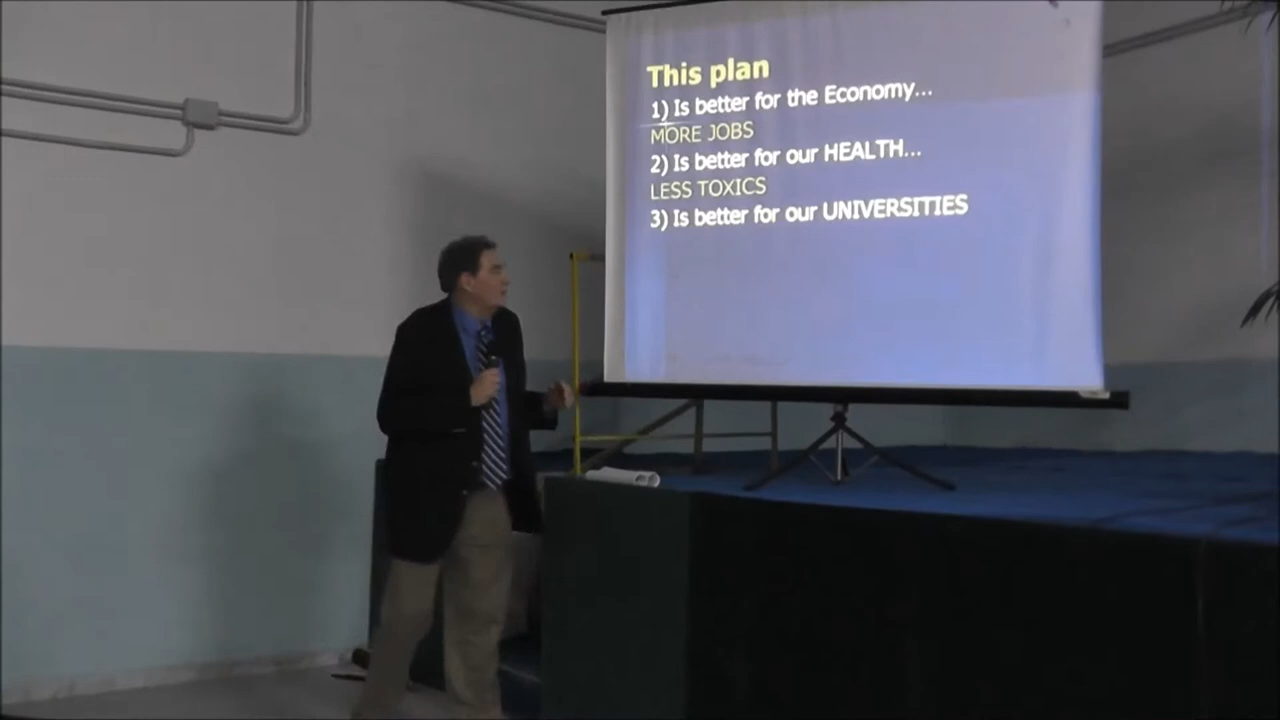 This plan
1) Is better for the Economy...
MORE JOBS
2) Is better for our HEALTH...
LESS TOXICS
3) Is better for our UNIVERSITIES